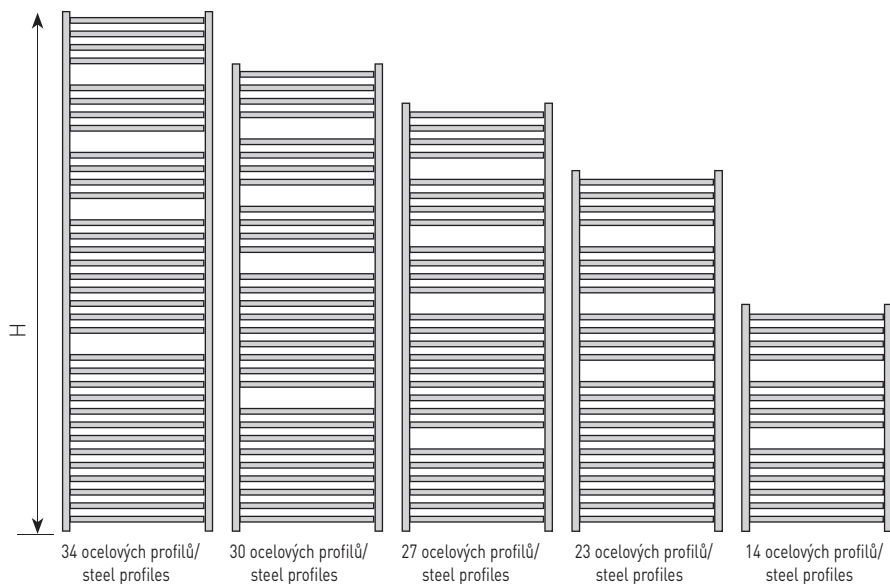 H
34 ocelových profilů/
steel profiles
30 ocelových profilů/
steel profiles
27 ocelových profilů/
steel profiles
23 ocelových profilů/
steel profiles
14 ocelových profilů/
steel profiles